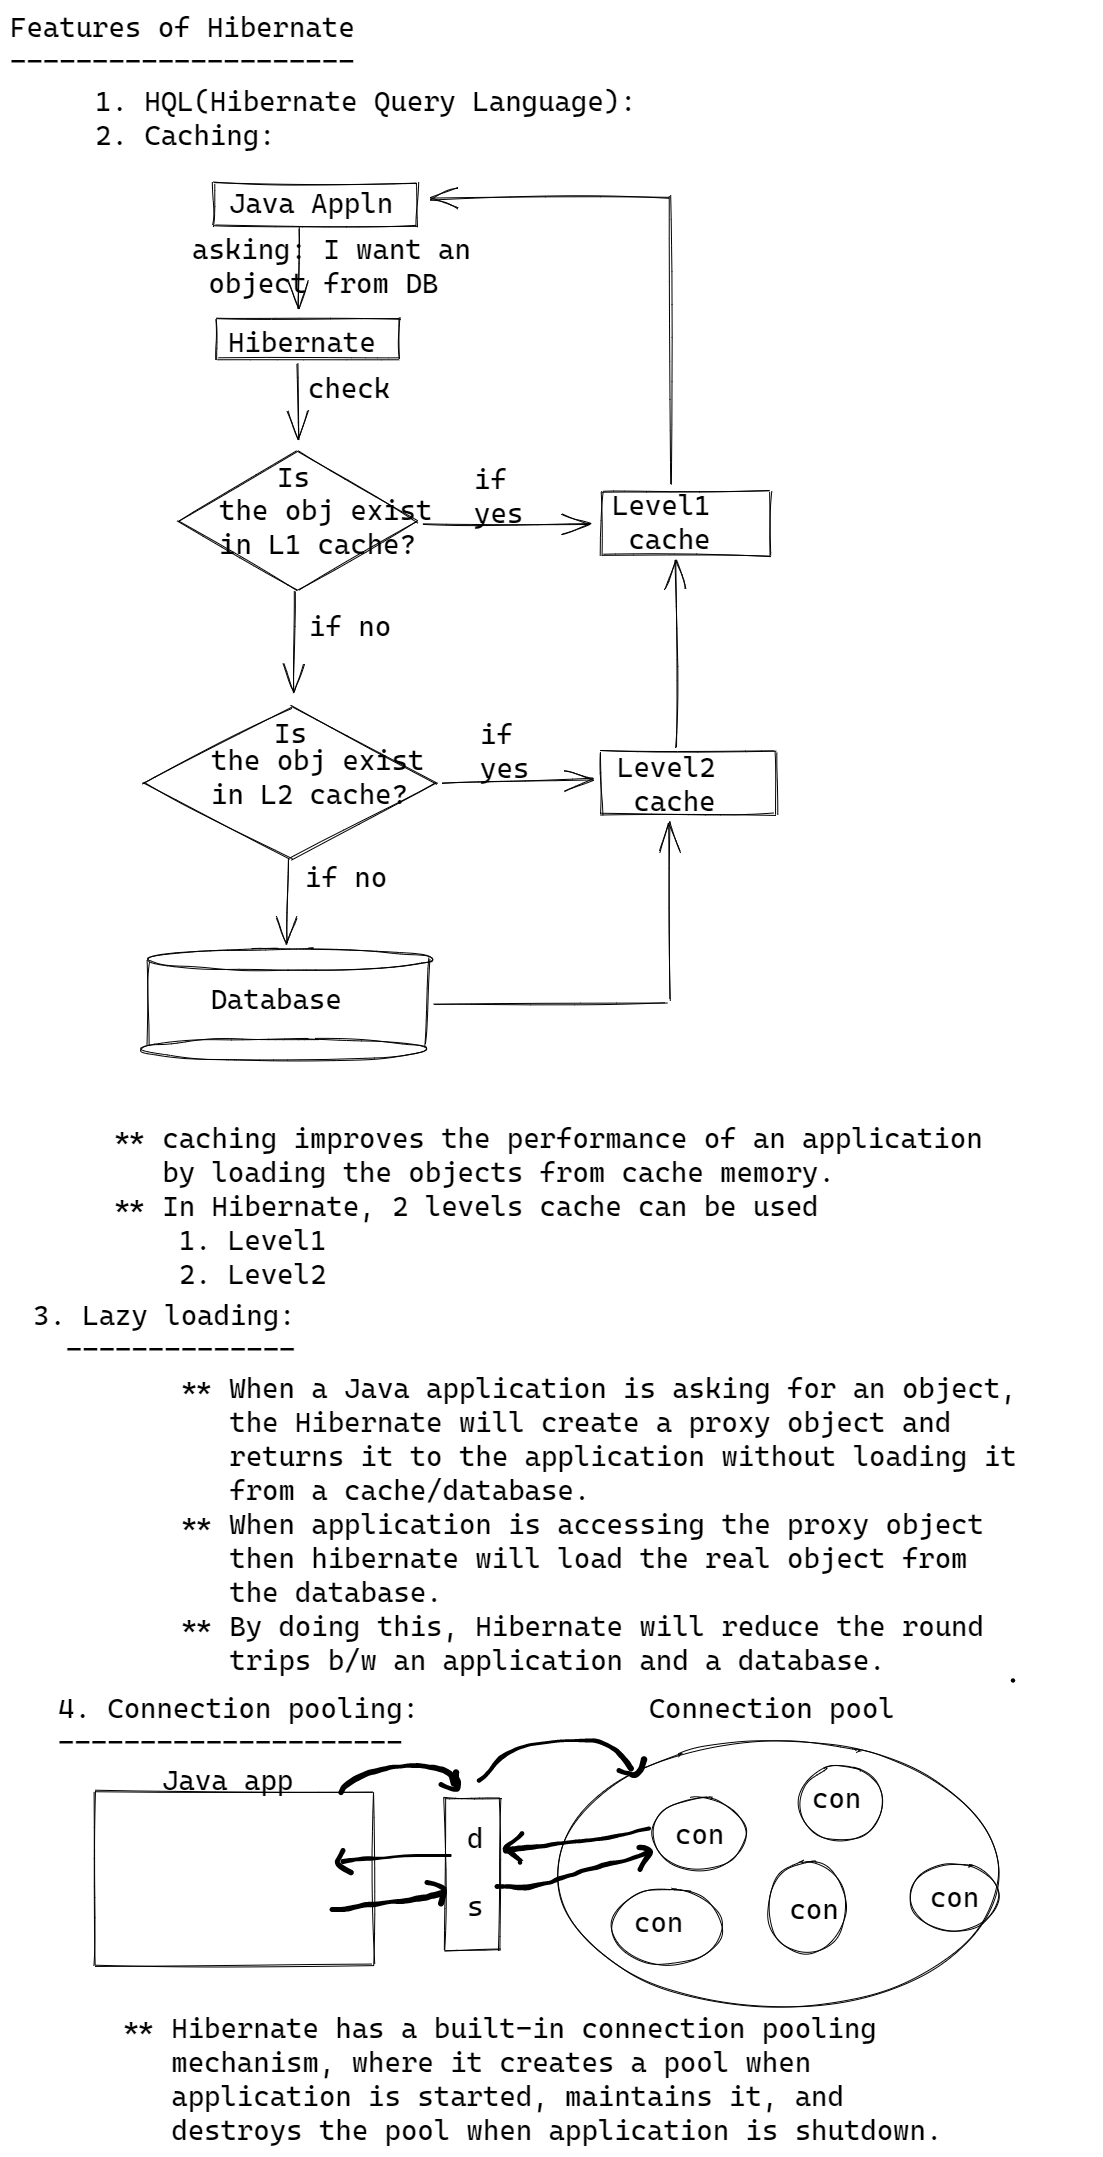 Features of Hibernate
---------------------
1. HQL(Hibernate Query Language):
2. Caching:
Java Appln
asking: I want an
object from DB
Hibernate
check
Is
the obj exist
in L1 cache?
if
yes
Level1
cache
if no
Is
the obj exist
in L2 cache?
if
yes
Level2
cache
if no
Database
** caching improves the performance of an application
by loading the objects from cache memory.
** In Hibernate, 2 levels cache can be used
1. Level1
2. Level2
3. Lazy loading:
--------------
** When a Java application is asking for an object,
the Hibernate will create a proxy object and
returns it to the application without loading it
from a cache/database.
** When application is accessing the proxy object
then hibernate will load the real object from
the database.
** By doing this, Hibernate will reduce the round
trips b/w an application and a database.
.
4. Connection pooling:
---------------------
Connection pool
Java app
d
s
con
con
con
con
con
** Hibernate has a built-in connection pooling
mechanism, where it creates a pool when
application is started, maintains it, and
destroys the pool when application is shutdown.